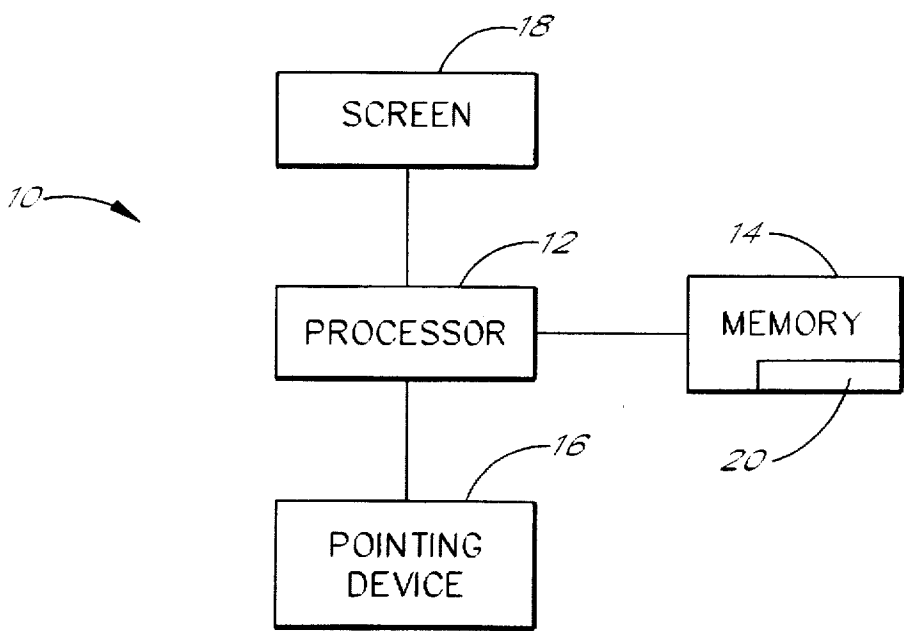 18
SCREEN
10
12
14
PROCESSOR
MEMORY
16
20
POINTING
DEVICE